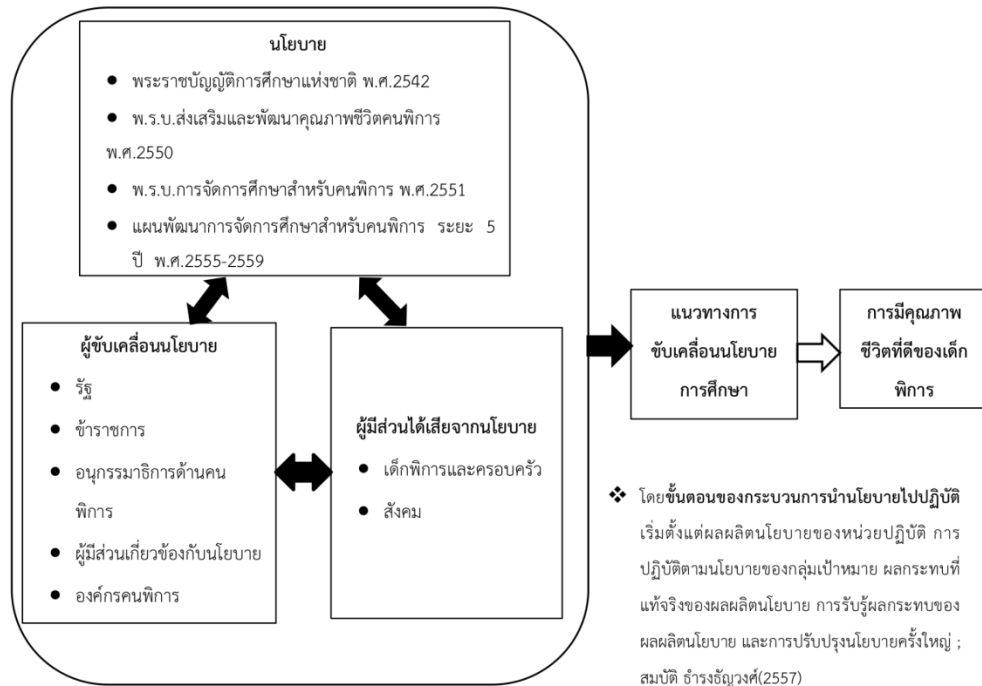 นโยบาย
● พระราชบัญญัติการศึกษาแห่งชาติ พ.ศ.2542
● พ.ร.บ.ส่งเสริมและพัฒนาคุณภาพชีวิตคนพิการ
พ.ศ.2550
● พ.ร.บ.การจัดการศึกษาสำหรับคนพิการ พ.ศ.2551
● แผนพัฒนาการจัดการศึกษาสำหรับคนพิการ ระยะ 5
ปี พ.ศ.2555-2559
ผู้ขับเคลื่อนนโยบาย
● รัฐ
● ข้าราชการ
● อนุกรรมาธิการด้านคน
พิการ
● ผู้มีส่วนเกี่ยวข้องกับนโยบาย
● องค์กรคนพิการ
ผู้มีส่วนได้เสียจากนโยบาย
● เด็กพิการและครอบครัว
● สังคม
แนวทางการ
ขับเคลื่อนนโยบาย
การศึกษา
การมีคุณภาพ
ชีวิตที่ดีของเด็ก
พิการ
❖ โดยขั้นตอนของกระบวนการนำนโยบายไปปฏิบัติ
เริ่มตั้งแต่ผลผลิตนโยบายของหน่วยปฏิบัติ การ
ปฏิบัติตามนโยบายของกลุ่มเป้าหมาย ผลกระทบที่
แท้จริงของผลผลิตนโยบาย การรับรู้ผลกระทบของ
ผลผลิตนโยบาย และการปรับปรุงนโยบายครั้งใหญ่ ;
สมบัติ ธำรงธัญวงศ์(2557)